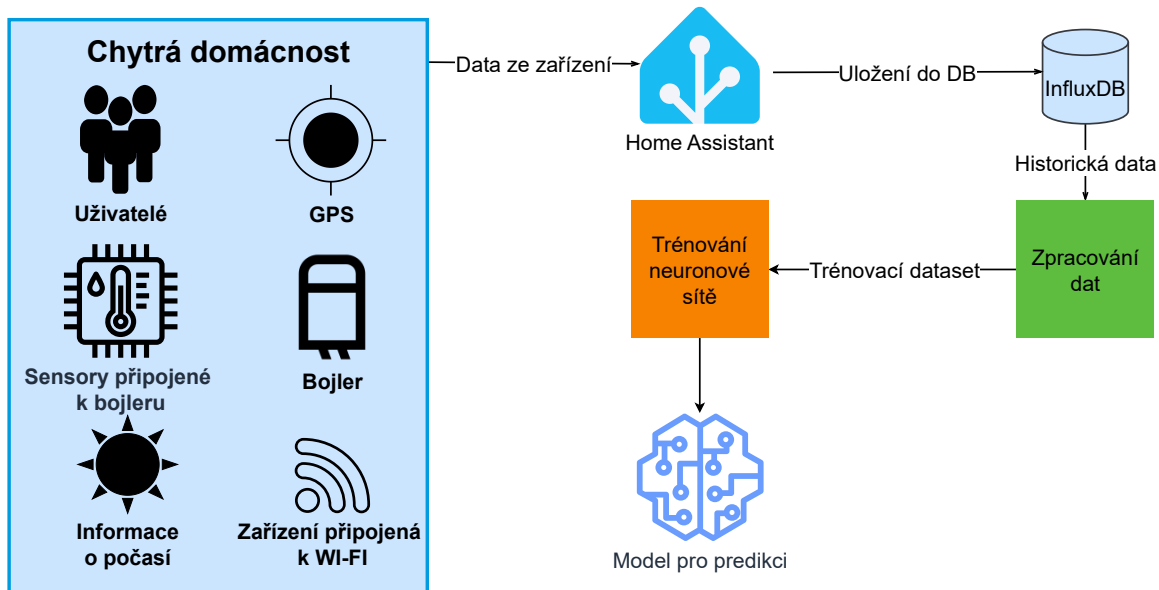 Chytrá domácnost
Uživatelé
GPS
Sensory připojené
k bojleru
Bojler
Informace
o počasí
Zařízení připojená
k WI-FI
Data ze zařízení
Home Assistant
Uložení do DB
InfluxDB
Historická data
Zpracování
dat
Trénovací dataset
Trénování
neuronové
sítě
Model pro predikci